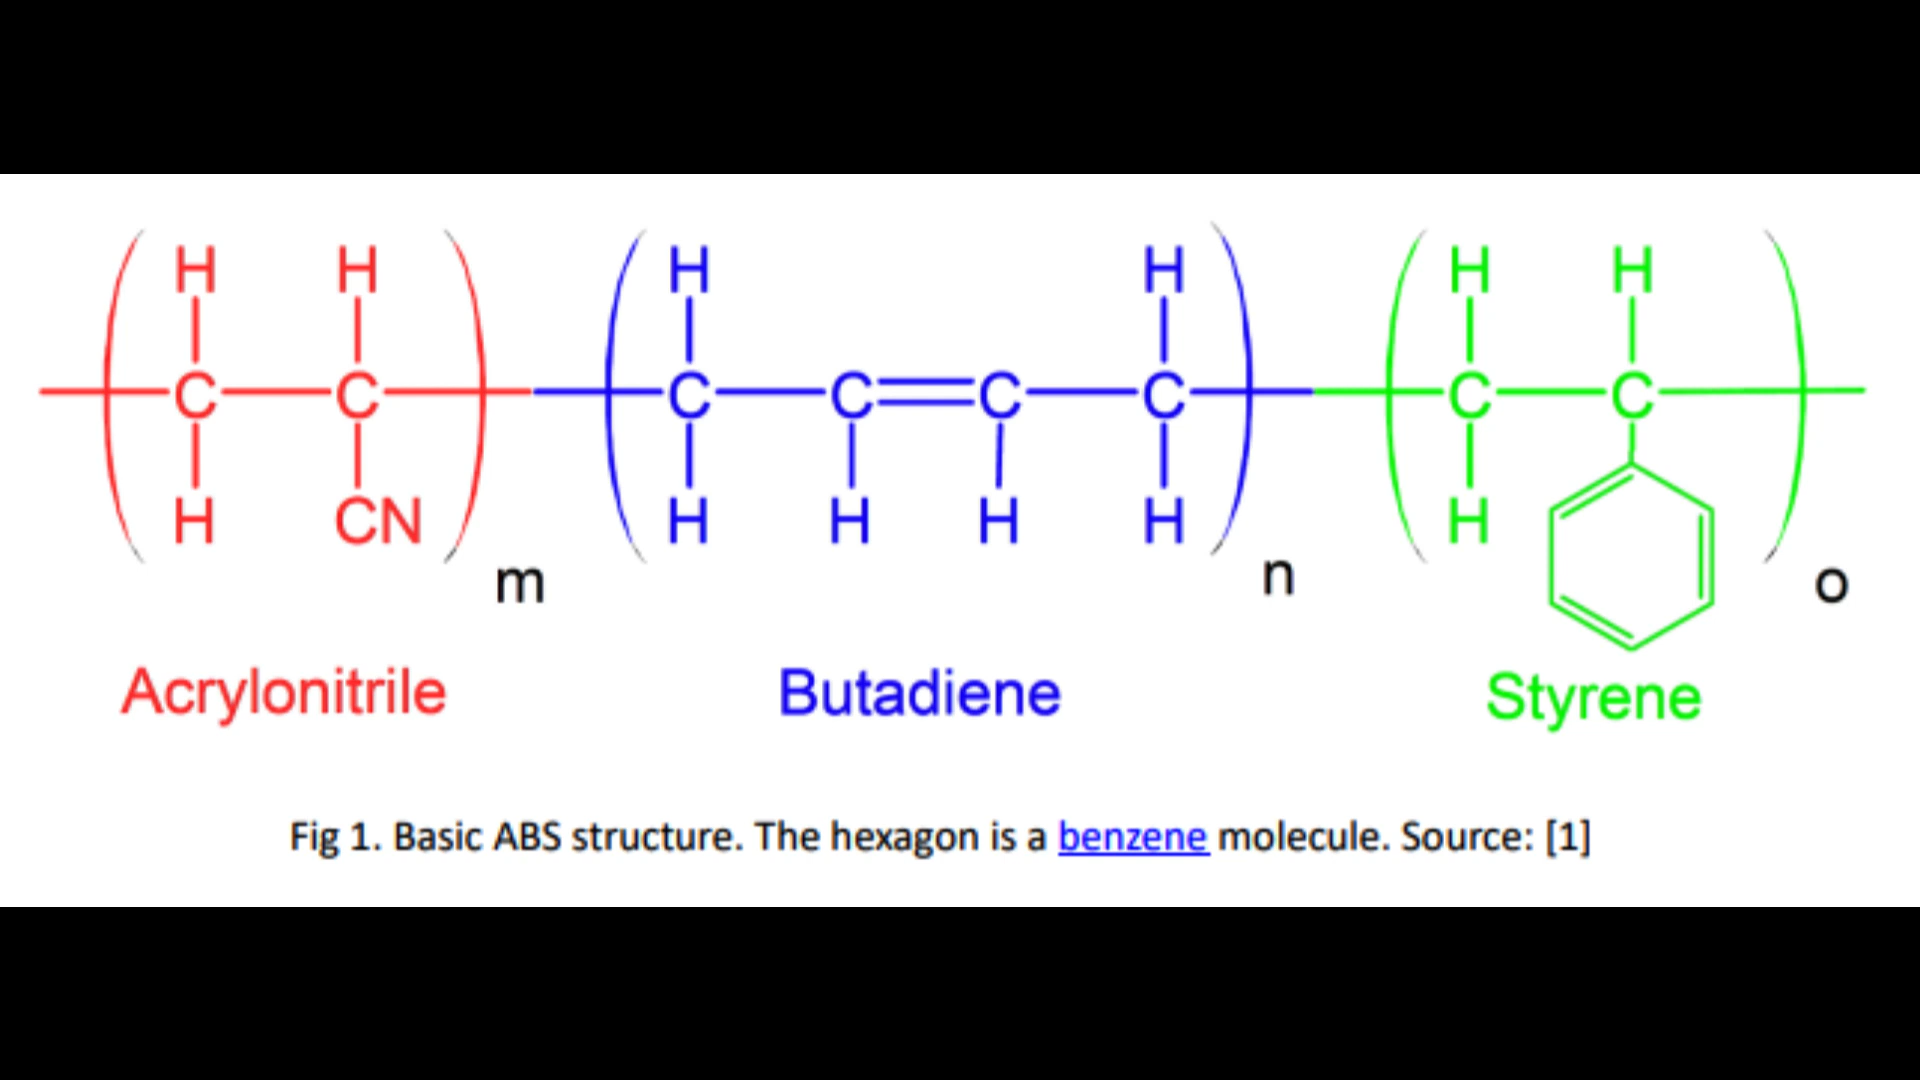 H H H H H H
C C C C C C C C
H CN H H H H H
m n o
Acrylonitrile Butadiene Styrene
Fig 1. Basic ABS structure. The hexagon is a benzene molecule. Source: [1]